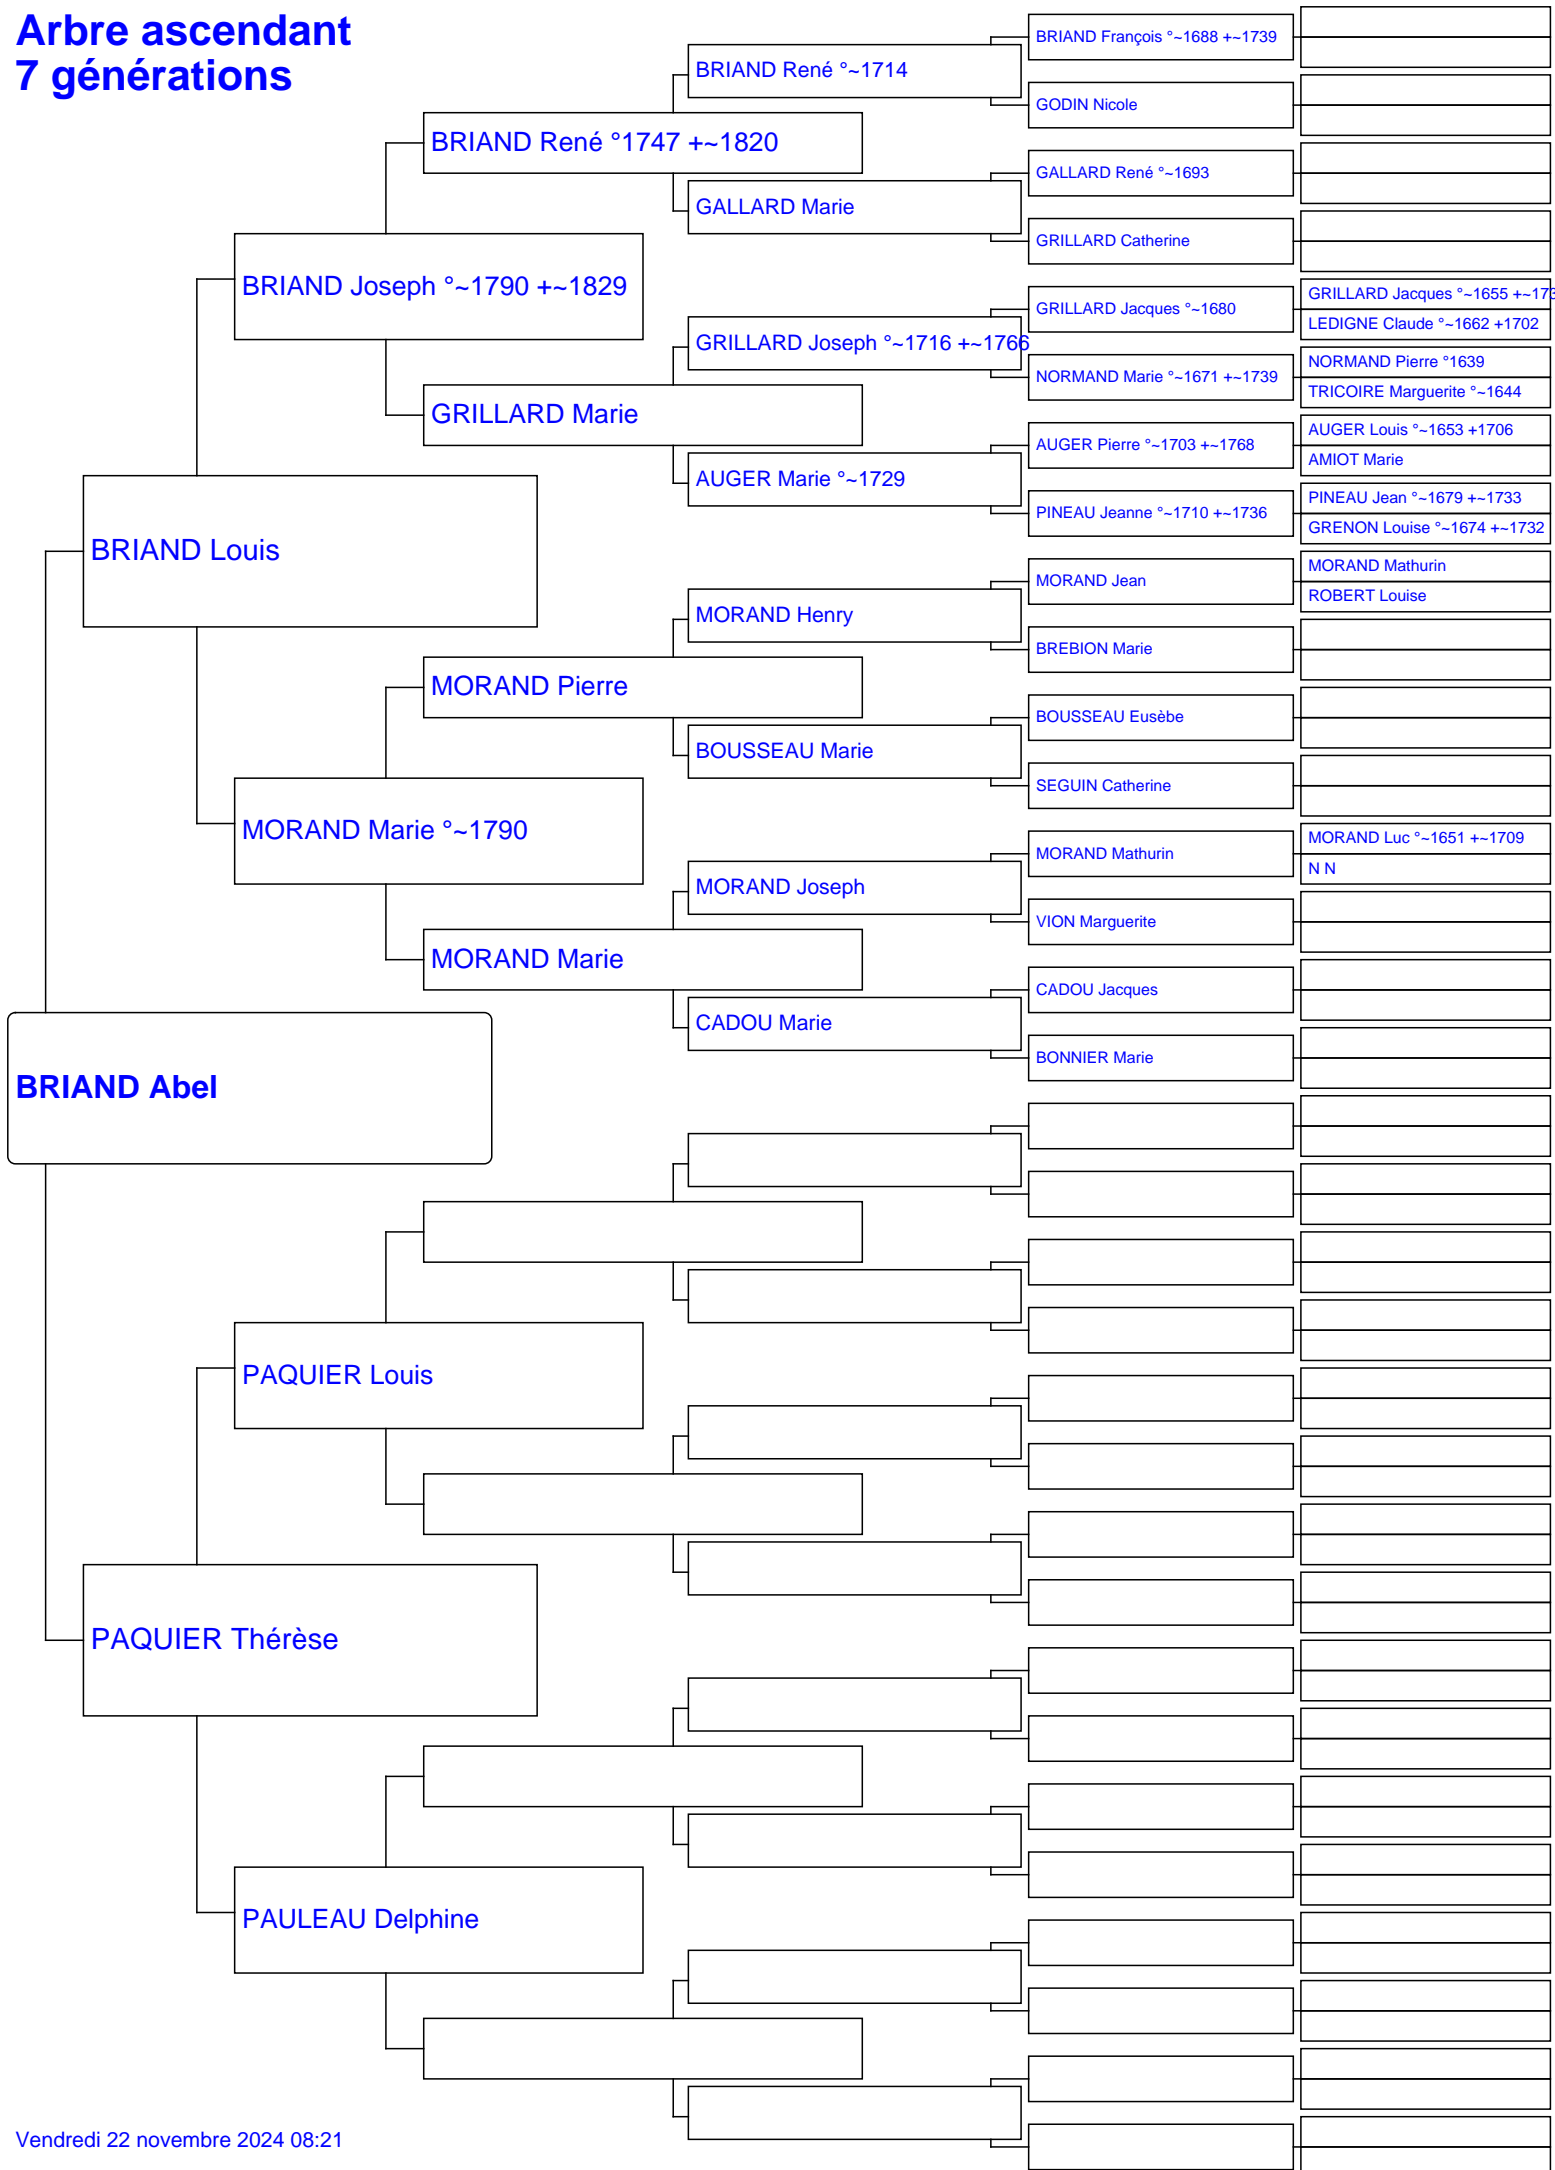 Arbre ascendant
7 générations
BRIAND François °~1688 +~1739
BRIAND René °~1714
GODIN Nicole
BRIAND René °1747 +~1820
GALLARD René °~1693
GALLARD Marie
GRILLARD Catherine
BRIAND Joseph °~1790 +~1829
GRILLARD Jacques °~1655 +~173
GRILLARD Jacques °~1680
LEDIGNE Claude °~1662 +1702
GRILLARD Joseph °~1716 +~1766
NORMAND Pierre °1639
NORMAND Marie °~1671 +~1739
TRICOIRE Marguerite °~1644
GRILLARD Marie
AUGER Louis °~1653 +1706
AUGER Pierre °~1703 +~1768
AMIOT Marie
AUGER Marie °~1729
PINEAU Jean °~1679 +~1733
PINEAU Jeanne °~1710 +~1736
GRENON Louise °~1674 +~1732
BRIAND Louis
MORAND Mathurin
MORAND Jean
ROBERT Louise
MORAND Henry
BREBION Marie
MORAND Pierre
BOUSSEAU Eusèbe
BOUSSEAU Marie
SEGUIN Catherine
MORAND Marie °~1790
MORAND Luc °~1651 +~1709
MORAND Mathurin
N N
MORAND Joseph
VION Marguerite
MORAND Marie
CADOU Jacques
CADOU Marie
BONNIER Marie
BRIAND Abel
PAQUIER Louis
PAQUIER Thérèse
PAULEAU Delphine
Vendredi 22 novembre 2024 08:21